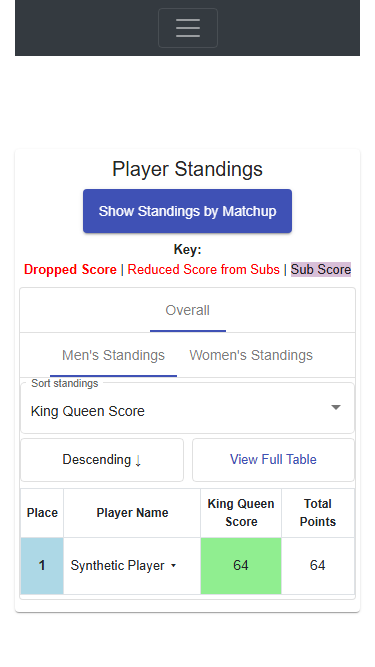 Player Standings
Show Standings by Matchup
Key:
Dropped Score | Reduced Score from Subs | Sub Score
Overall
Men's Standings Women's Standings
Sort standings
King Queen Score
Descending ↓ View Full Table
Place Player Name King Queen Score Total Points
1 Synthetic Player 64 64